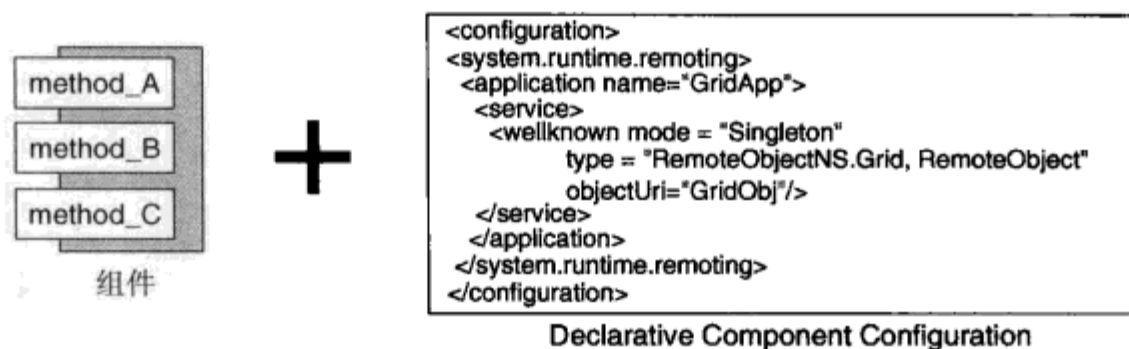 method_A
method_B
method_C
组件
<configuration>
<system.runtime.remoting>
<application name="GridApp">
<service>
<wellknown mode = "Singleton"
type = "RemoteObjectNS.Grid, RemoteObject"
objectUri="GridObj"/>
</service>
</application>
</system.runtime.remoting>
</configuration>
Declarative Component Configuration